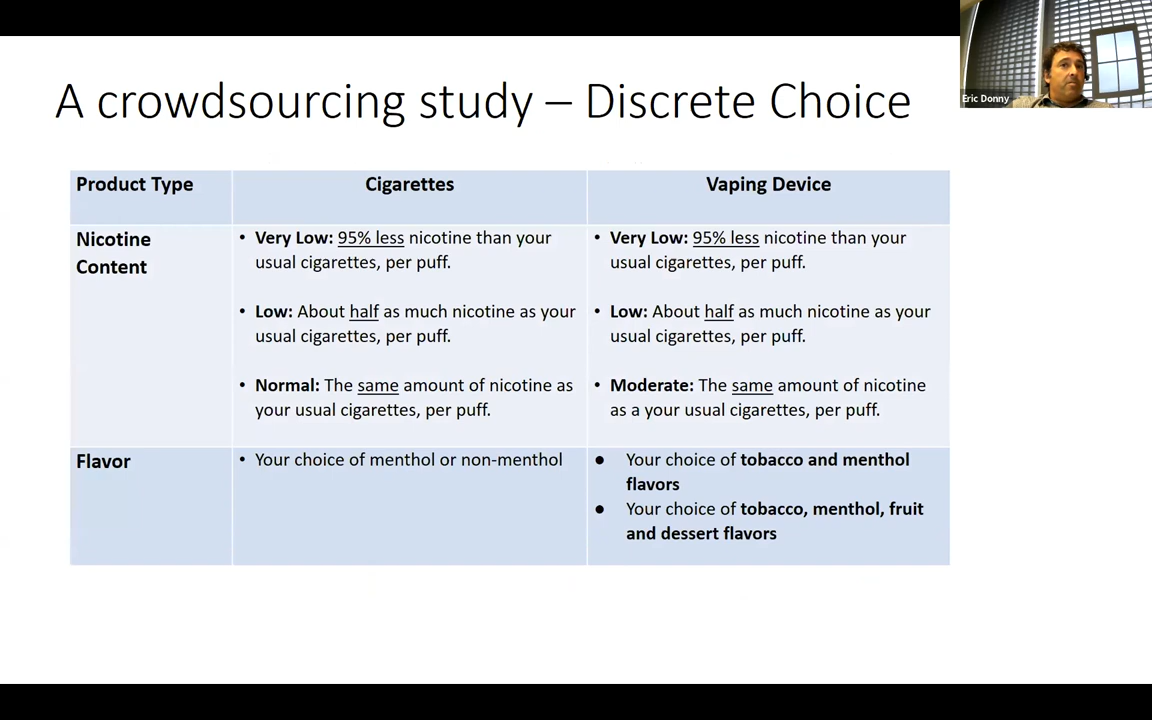 A crowdsourcing study – Discrete Choice
Eric Donny
Product Type
Cigarettes
Vaping Device
Nicotine
Content
• Very Low: 95% less nicotine than your
usual cigarettes, per puff.
• Low: About half as much nicotine as your
usual cigarettes, per puff.
• Normal: The same amount of nicotine as
your usual cigarettes, per puff.
• Very Low: 95% less nicotine than your
usual cigarettes, per puff.
• Low: About half as much nicotine as your
usual cigarettes, per puff.
• Moderate: The same amount of nicotine
as a your usual cigarettes, per puff.
Flavor
• Your choice of menthol or non-menthol
● Your choice of tobacco and menthol
flavors
● Your choice of tobacco, menthol, fruit
and dessert flavors